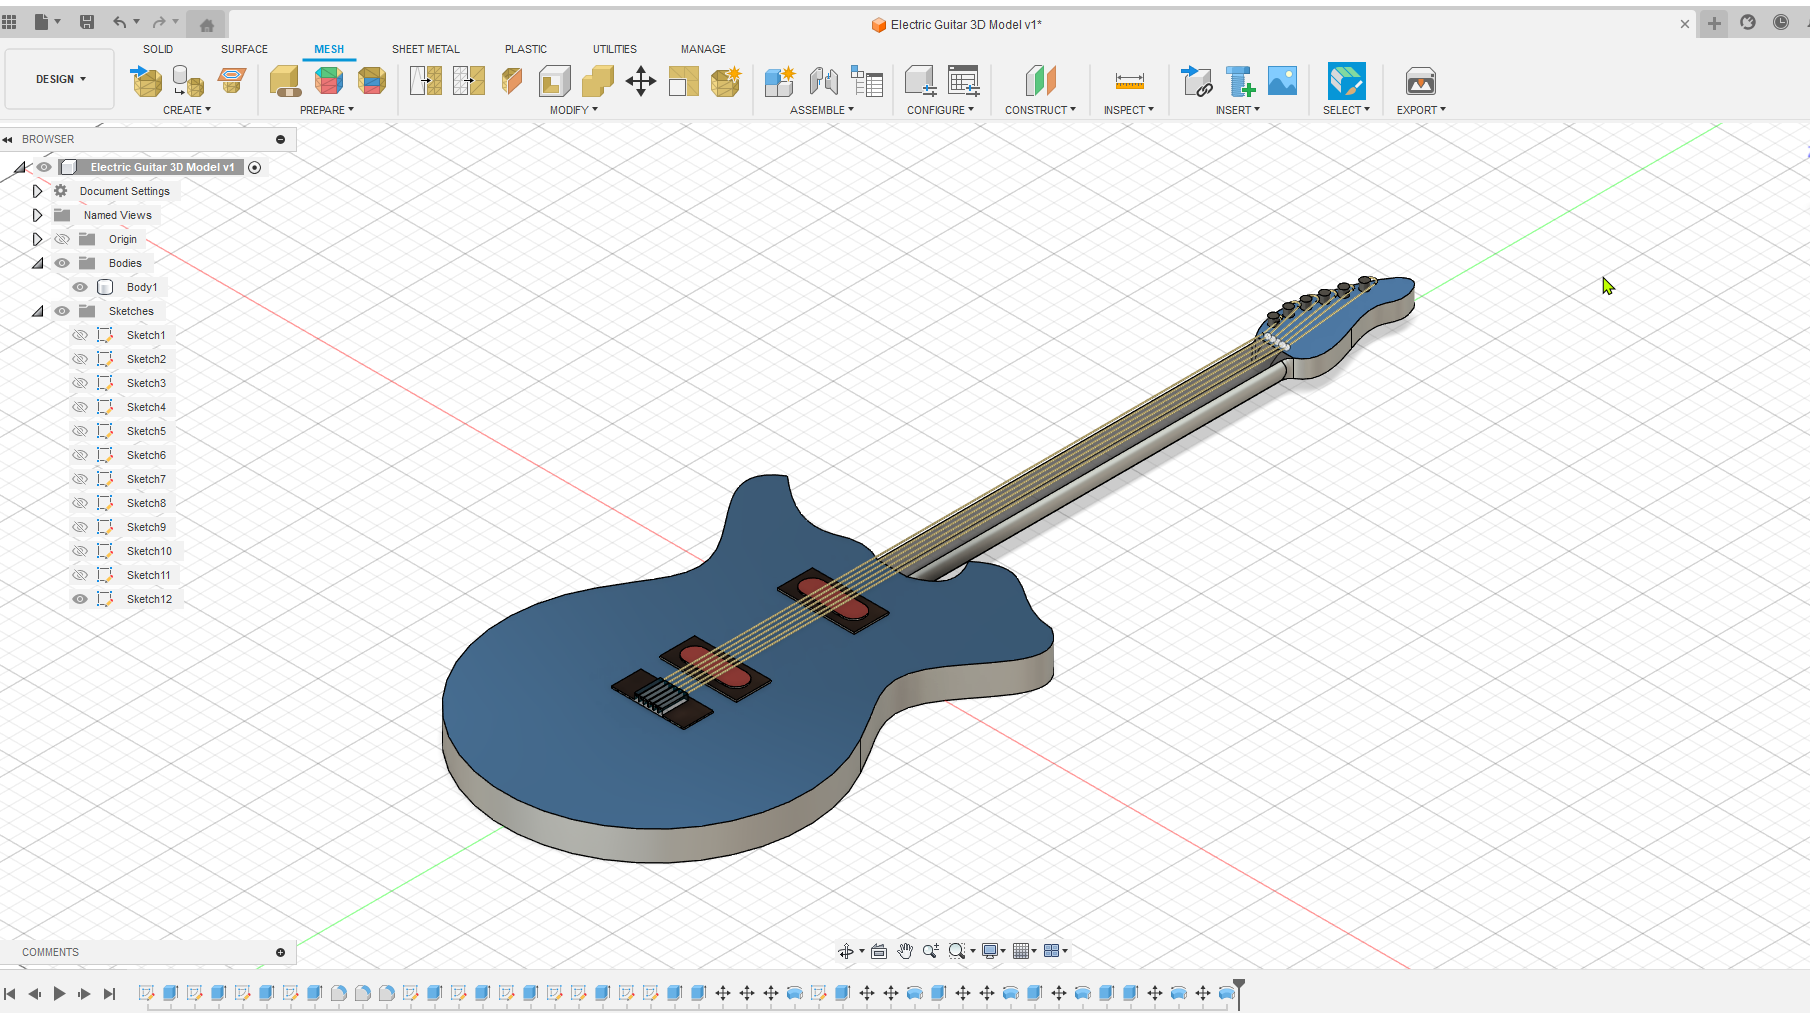 Electric Guitar 3D Model v1*
SOLID SURFACE MESH SHEET METAL PLASTIC UTILITIES MANAGE
DESIGN
CREATE PREPARE MODIFY ASSEMBLE CONFIGURE CONSTRUCT INSPECT INSERT SELECT EXPORT
BROWSER
Electric Guitar 3D Model v1
Document Settings
Named Views
Origin
Bodies
Body1
Sketches
Sketch1
Sketch2
Sketch3
Sketch4
Sketch5
Sketch6
Sketch7
Sketch8
Sketch9
Sketch10
Sketch11
Sketch12
COMMENTS